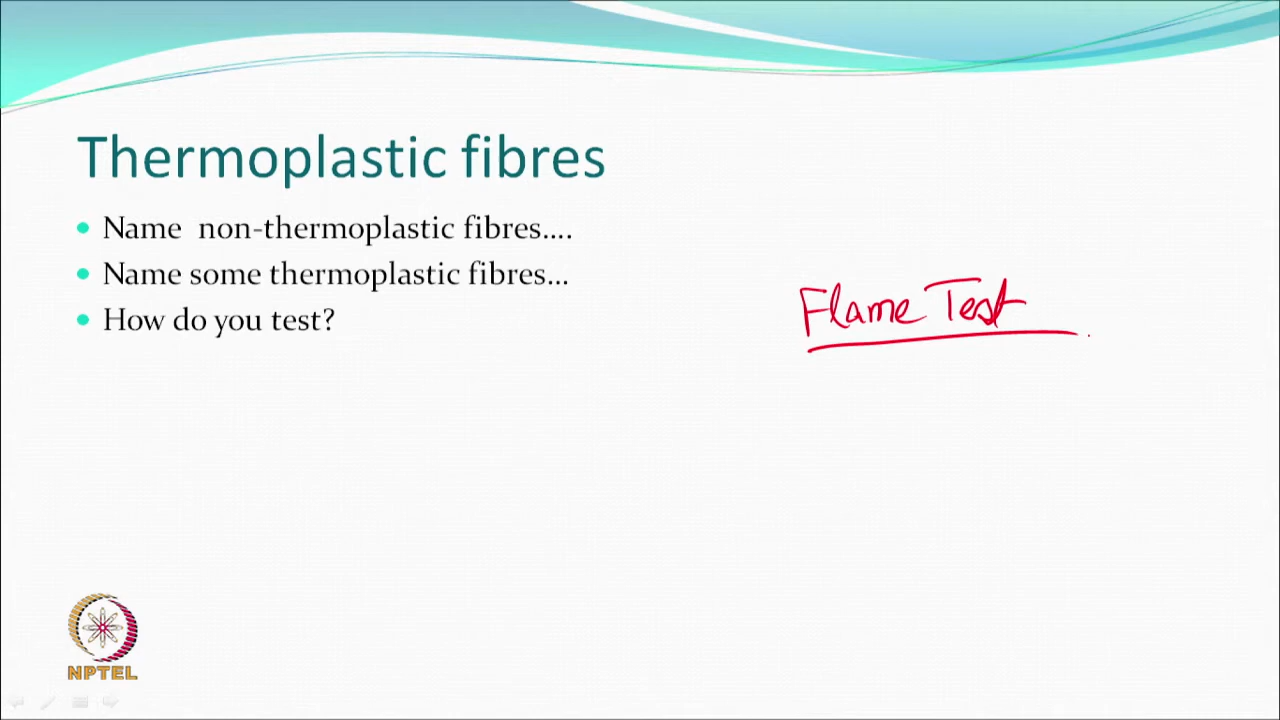 Thermoplastic fibres
• Name non-thermoplastic fibres....
• Name some thermoplastic fibres...
• How do you test?
Flame Test
NPTEL